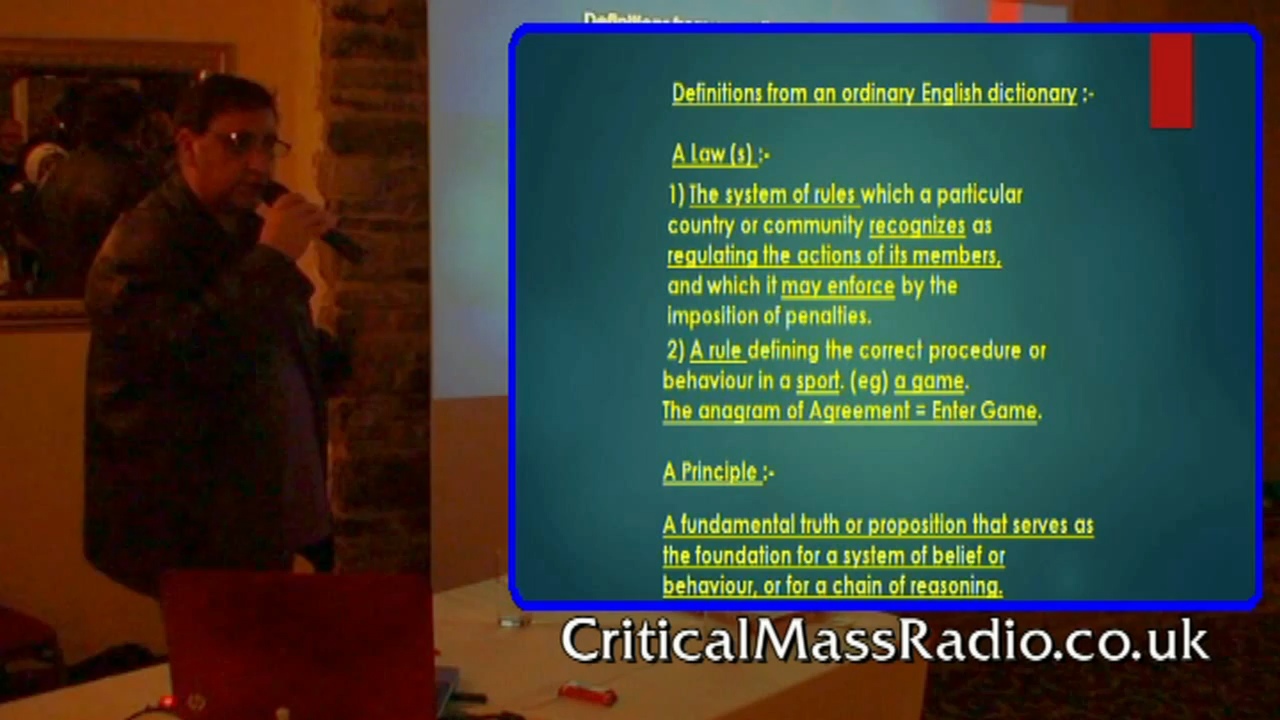 Definitions from
Definitions from an ordinary English dictionary :-
A Law (s) :-
1) The system of rules which a particular
country or community recognizes as
regulating the actions of its members,
and which it may enforce by the
imposition of penalties.
2) A rule defining the correct procedure or
behaviour in a sport. (eg) a game.
The anagram of Agreement = Enter Game.
A Principle :-
A fundamental truth or proposition that serves as
the foundation for a system of belief or
behaviour, or for a chain of reasoning.
CriticalMassRadio.co.uk
hp